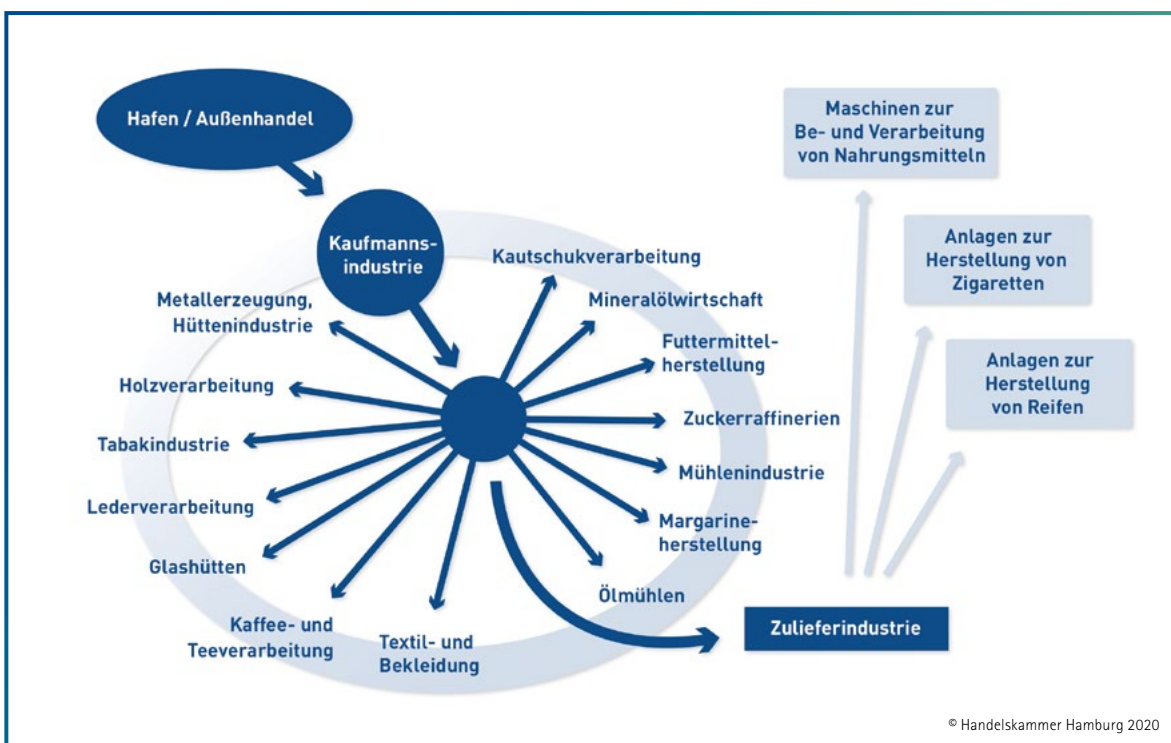 Hafen / Außenhandel
Kaufmanns-
industrie
Kautschukverarbeitung
Mineralölwirtschaft
Futtermittel-
herstellung
Zuckerraffinerien
Mühlenindustrie
Margarine-
herstellung
Ölmühlen
Textil- und
Bekleidung
Kaffee- und
Teeverarbeitung
Glashütten
Lederverarbeitung
Tabakindustrie
Holzverarbeitung
Metallerzeugung,
Hüttenindustrie
Maschinen zur
Be- und Verarbeitung
von Nahrungsmitteln
Anlagen zur
Herstellung von
Zigaretten
Anlagen zur
Herstellung
von Reifen
Zulieferindustrie
© Handelskammer Hamburg 2020